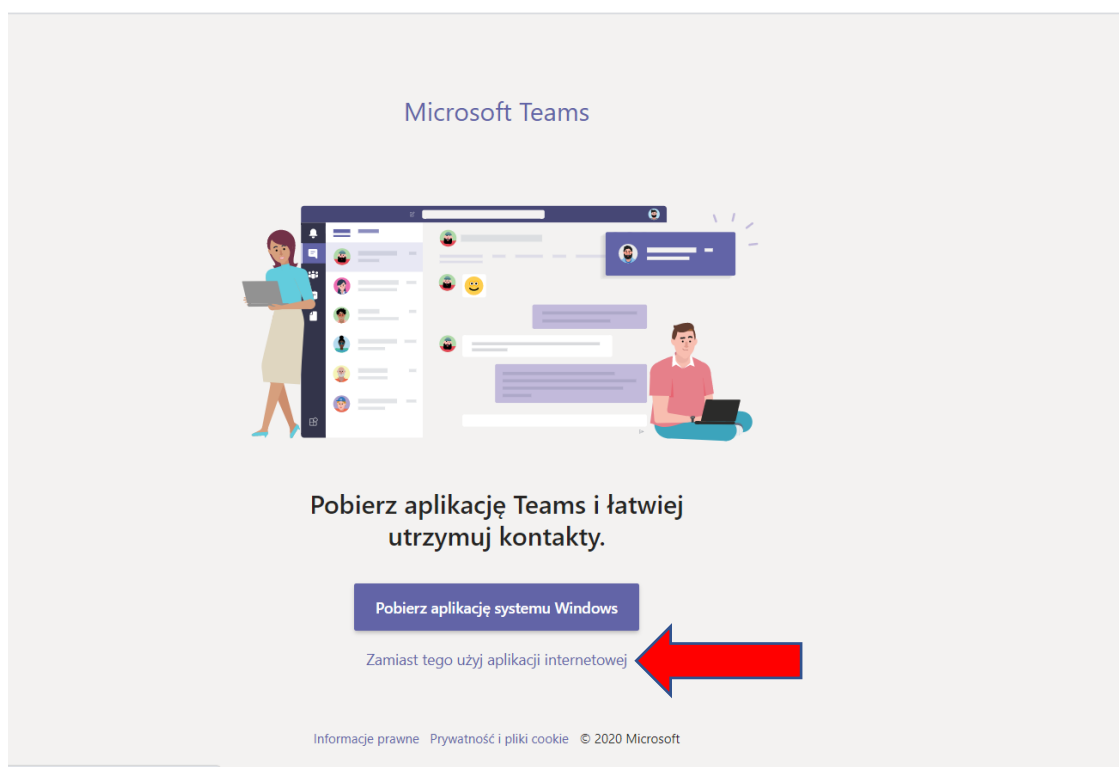 Microsoft Teams
Pobierz aplikację Teams i łatwiej
utrzymuj kontakty.
Pobierz aplikację systemu Windows
Zamiast tego użyj aplikacji internetowej
Informacje prawne Prywatność i pliki cookie © 2020 Microsoft